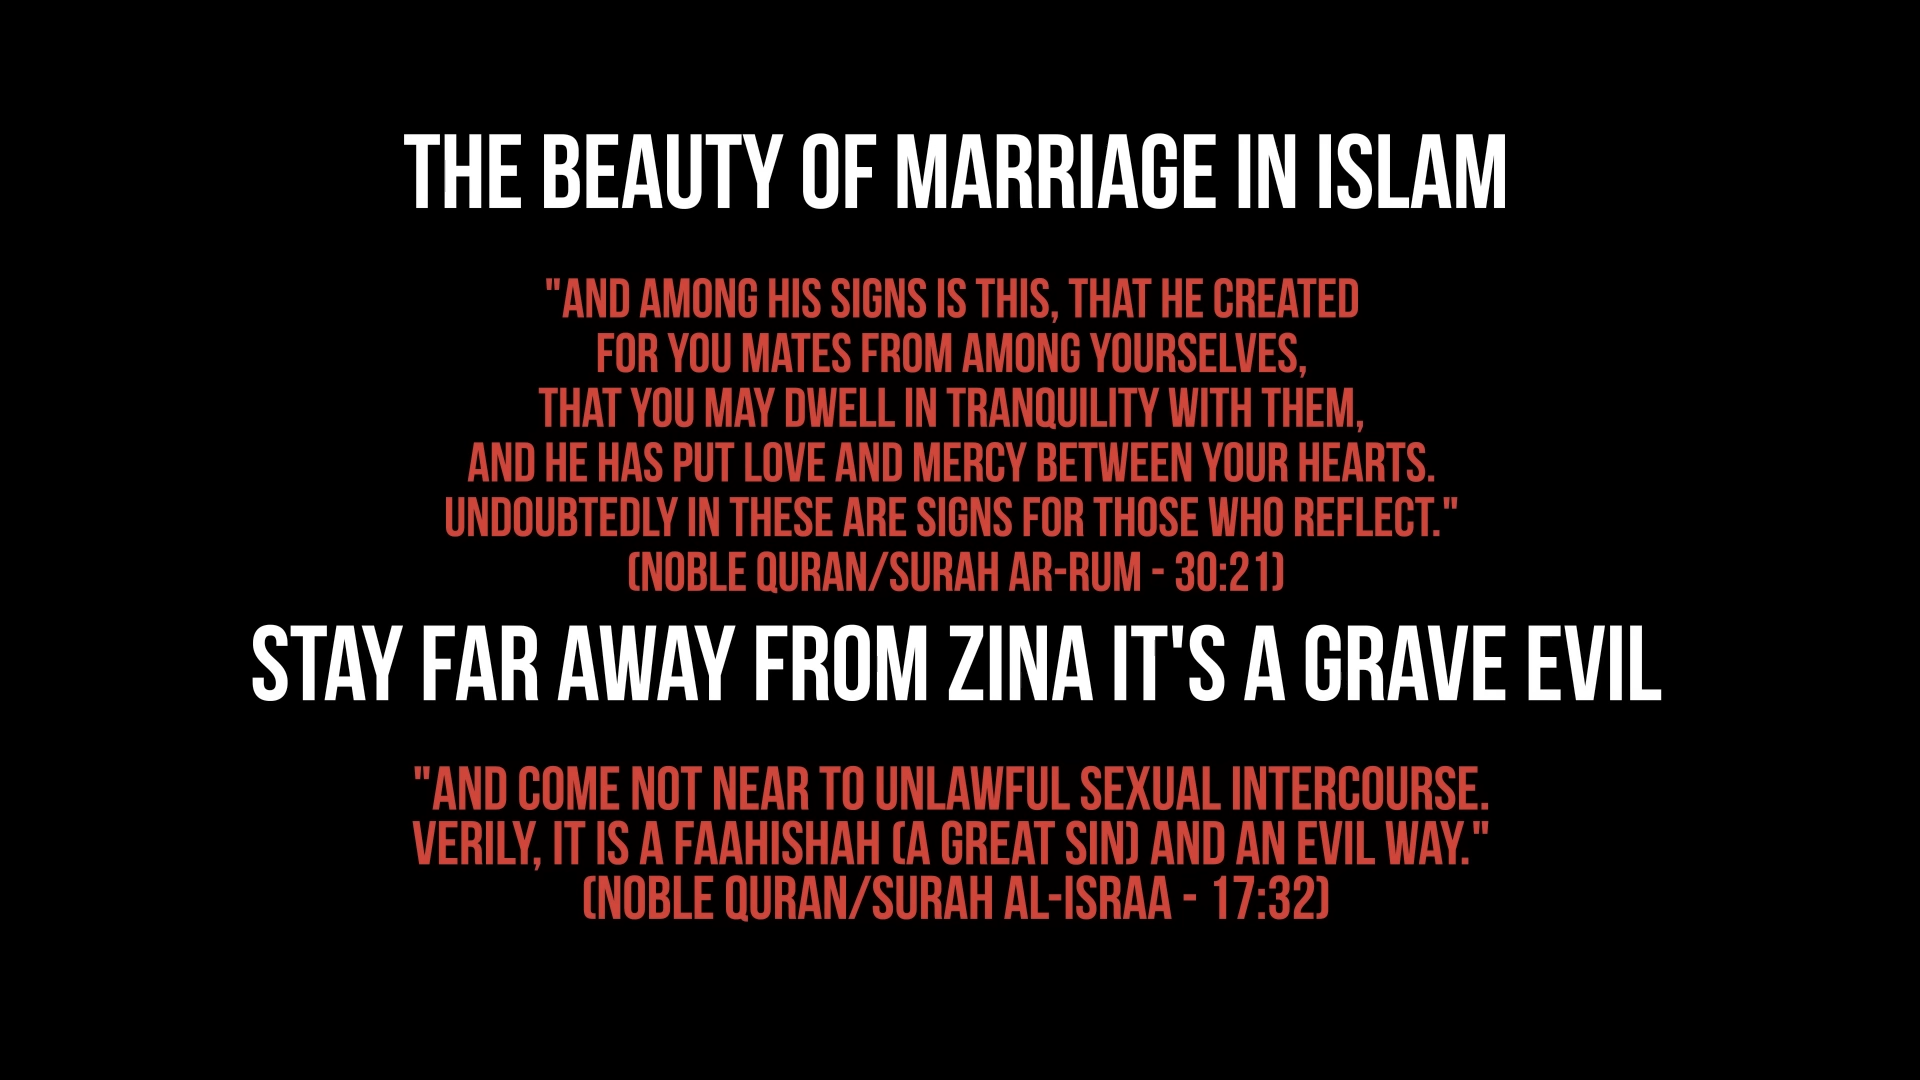 THE BEAUTY OF MARRIAGE IN ISLAM
"AND AMONG HIS SIGNS IS THIS, THAT HE CREATED
FOR YOU MATES FROM AMONG YOURSELVES,
THAT YOU MAY DWELL IN TRANQUILITY WITH THEM,
AND HE HAS PUT LOVE AND MERCY BETWEEN YOUR HEARTS.
UNDOUBTEDLY IN THESE ARE SIGNS FOR THOSE WHO REFLECT."
(NOBLE QURAN/SURAH AR-RUM - 30:21)
STAY FAR AWAY FROM ZINA IT'S A GRAVE EVIL
"AND COME NOT NEAR TO UNLAWFUL SEXUAL INTERCOURSE.
VERILY, IT IS A FAAHISHAH (A GREAT SIN) AND AN EVIL WAY."
(NOBLE QURAN/SURAH AL-ISRAA - 17:32)